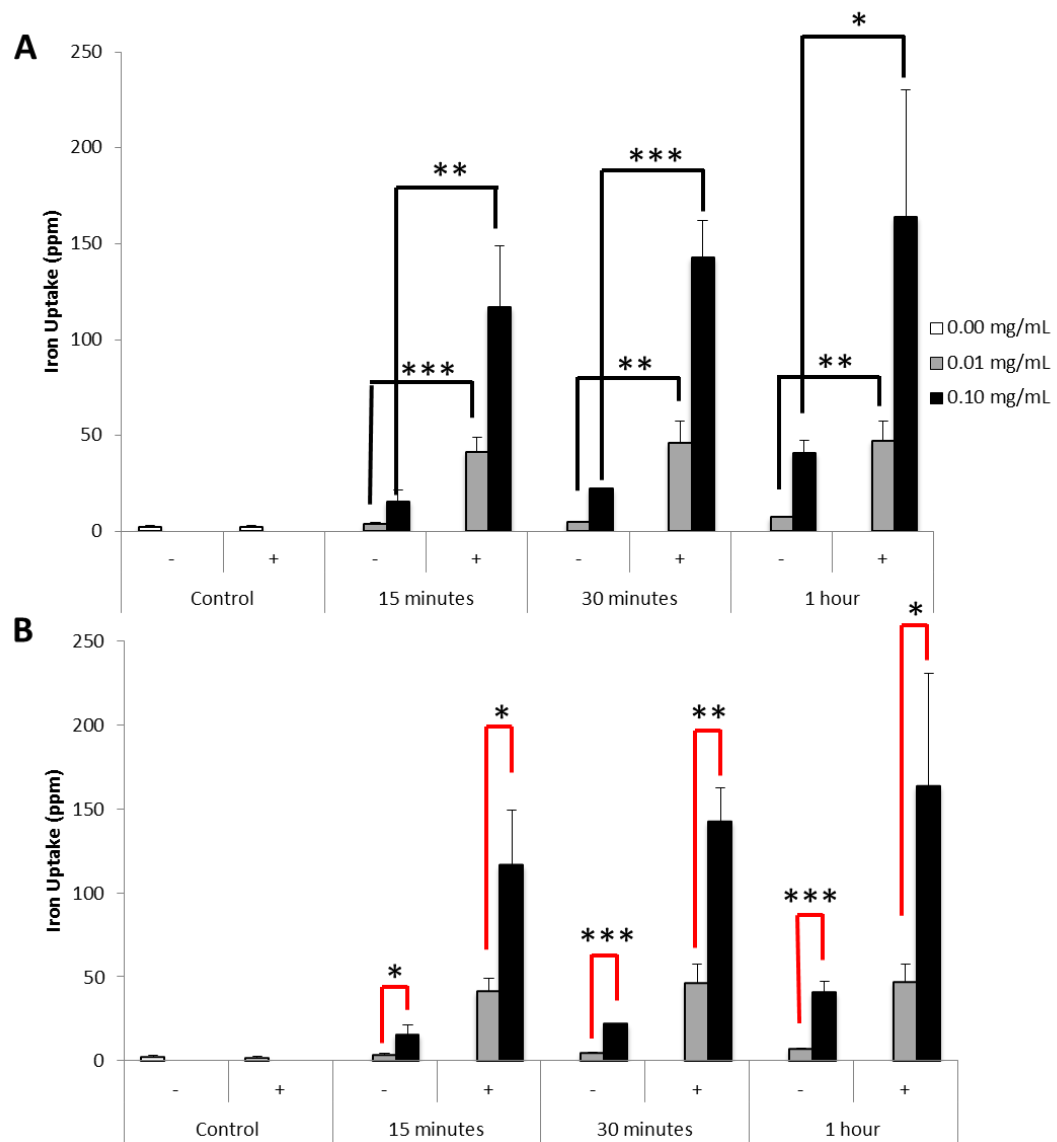 A
250
200
150
100
50
0
Iron Uptake (ppm)
*
** ***
*** ** **
0.00 mg/mL
0.01 mg/mL
0.10 mg/mL
- + - + - + - +
Control 15 minutes 30 minutes 1 hour
B
250
200
150
100
50
0
Iron Uptake (ppm)
*
* **
* *** ***
- + - + - + - +
Control 15 minutes 30 minutes 1 hour